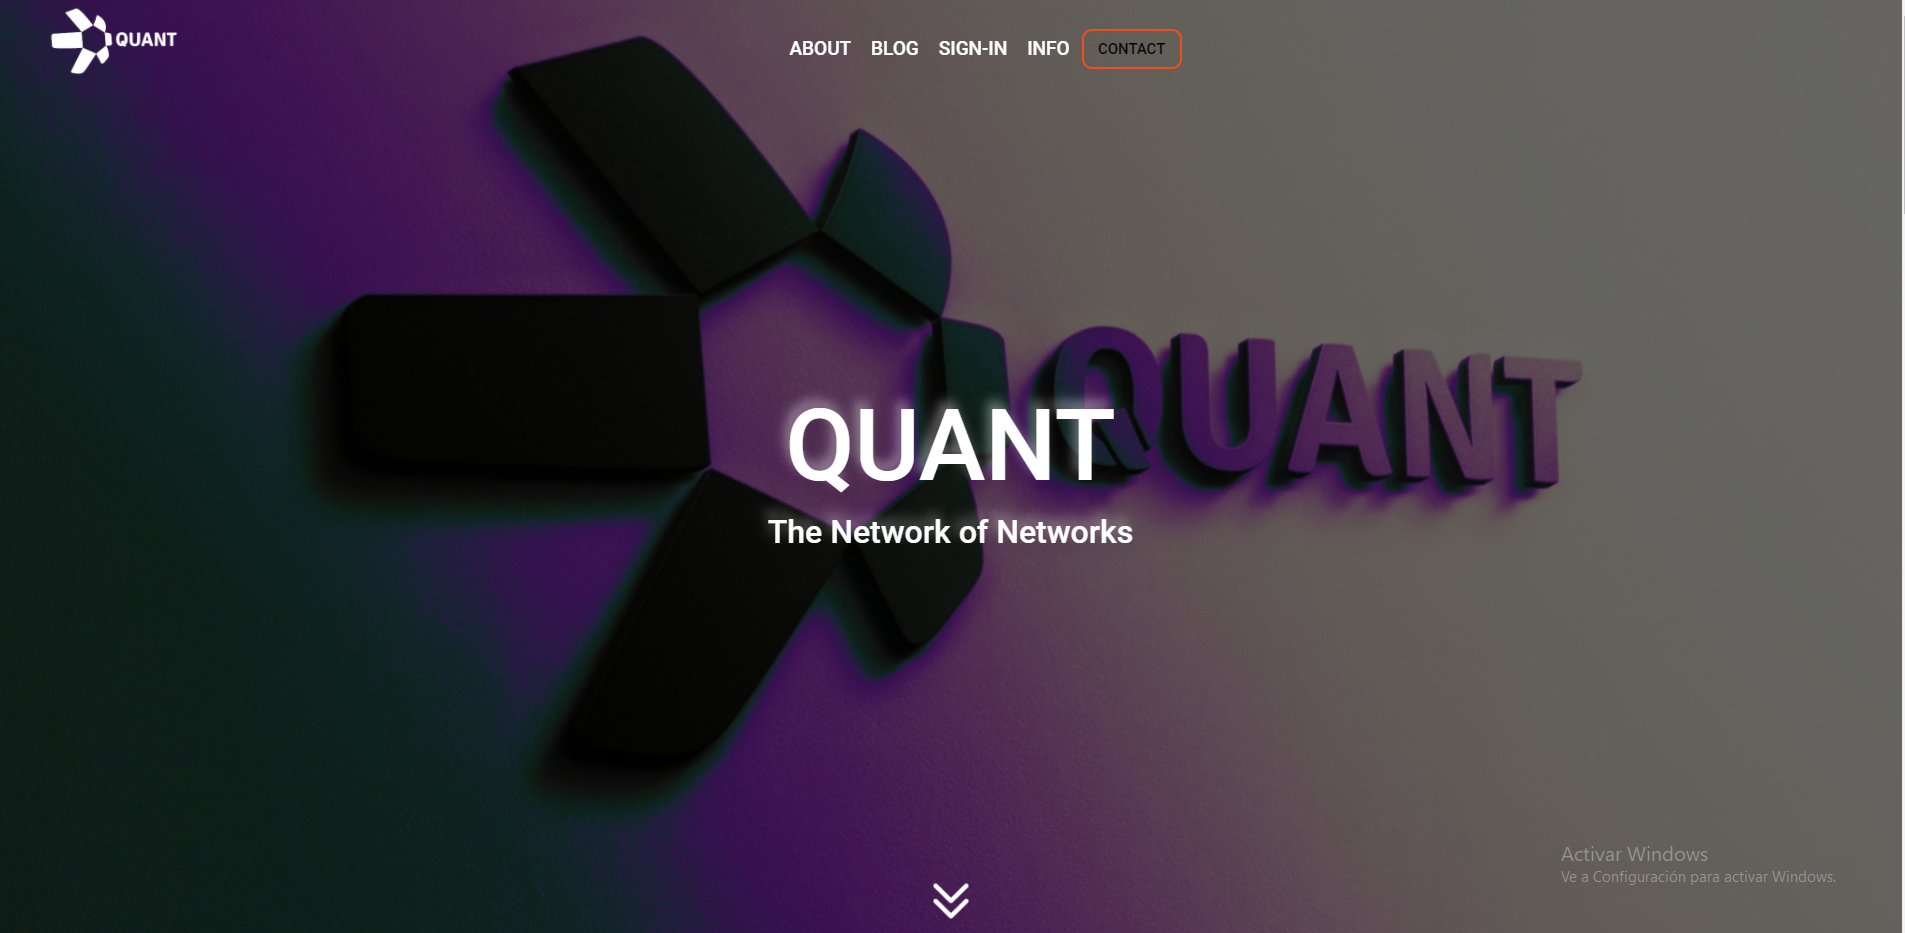 QUANT
ABOUT BLOG SIGN-IN INFO CONTACT
QUANT
QUANT
The Network of Networks
Activar Windows
Ve a Configuración para activar Windows.